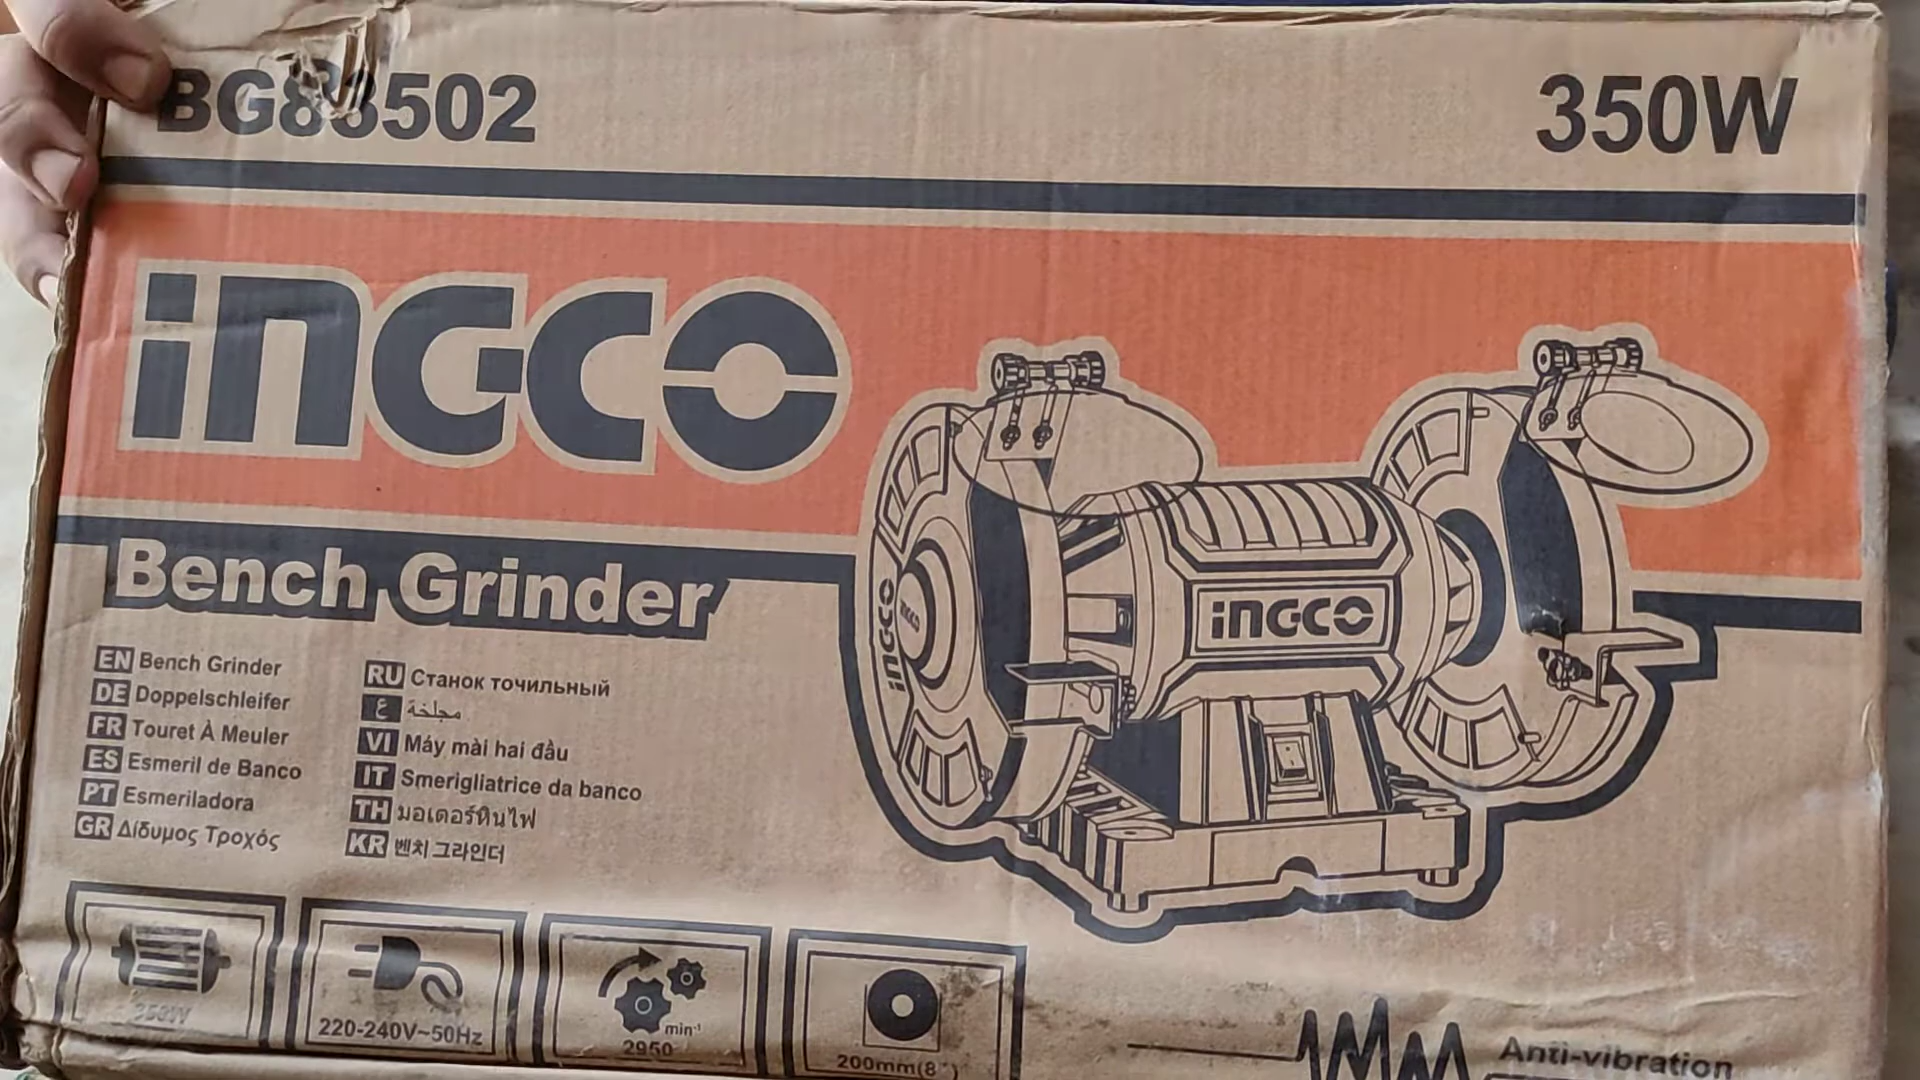 BG83502
350W
INGCO
Bench Grinder
EN Bench Grinder
DE Doppelschleifer
FR Touret À Meuler
ES Esmeril de Banco
PT Esmeriladora
GR Δίδυμος Τροχός
RU Станок точильный
ع مجلخة
VI Máy mài hai đầu
IT Smerigliatrice da banco
TH มอเตอร์หินไฟ
KR 벤치 그라인더
INGCO
INGCO
INGCO
350W
220-240V~50Hz
min⁻¹
2950
200mm(8")
Anti-vibration